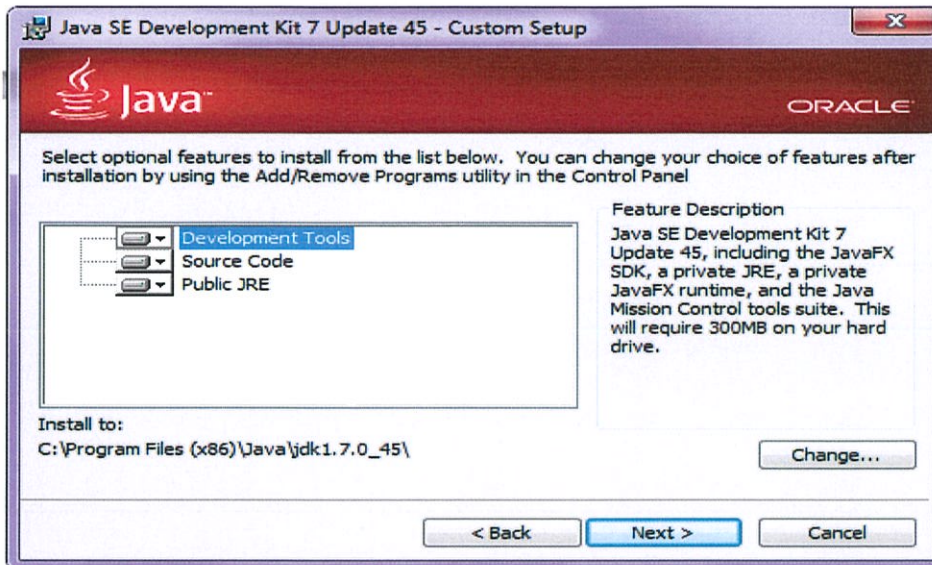 Java SE Development Kit 7 Update 45 - Custom Setup
Java™
ORACLE
Select optional features to install from the list below. You can change your choice of features after
installation by using the Add/Remove Programs utility in the Control Panel
Development Tools
Source Code
Public JRE
Feature Description
Java SE Development Kit 7
Update 45, including the JavaFX
SDK, a private JRE, a private
JavaFX runtime, and the Java
Mission Control tools suite. This
will require 300MB on your hard
drive.
Install to:
C:\Program Files (x86)\Java\jdk1.7.0_45\
Change...
< Back
Next >
Cancel